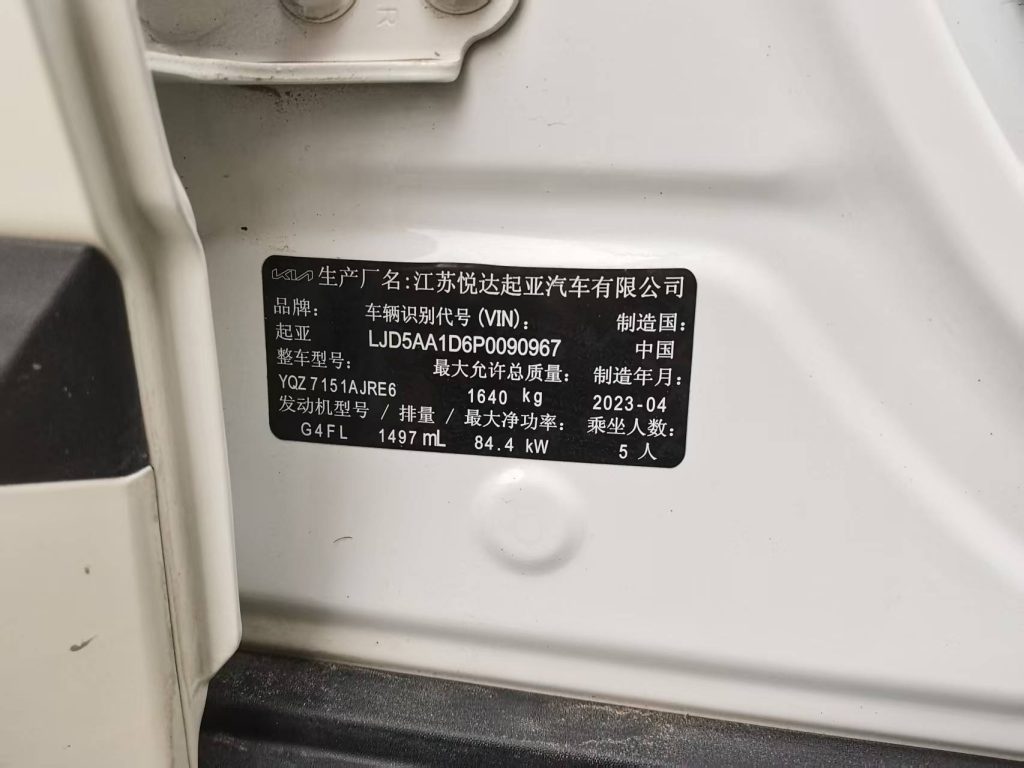 R
KIA 生产厂名:江苏悦达起亚汽车有限公司
品牌: 车辆识别代号(VIN): 制造国:
起亚 LJD5AA1D6P0090967 中国
整车型号: 最大允许总质量: 制造年月:
YQZ7151AJRE6 1640 kg 2023-04
发动机型号 / 排量 / 最大净功率: 乘坐人数:
G4FL 1497 mL 84.4 kW 5 人